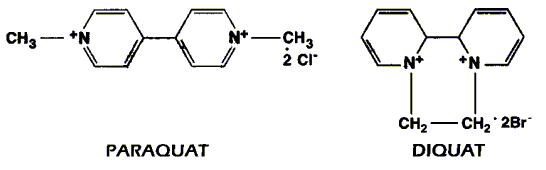 CH₃ ⁺N N⁺ CH₃ · 2 Cl⁻
N⁺ ⁺N
CH₂ CH₂ · 2Br⁻
PARAQUAT DIQUAT